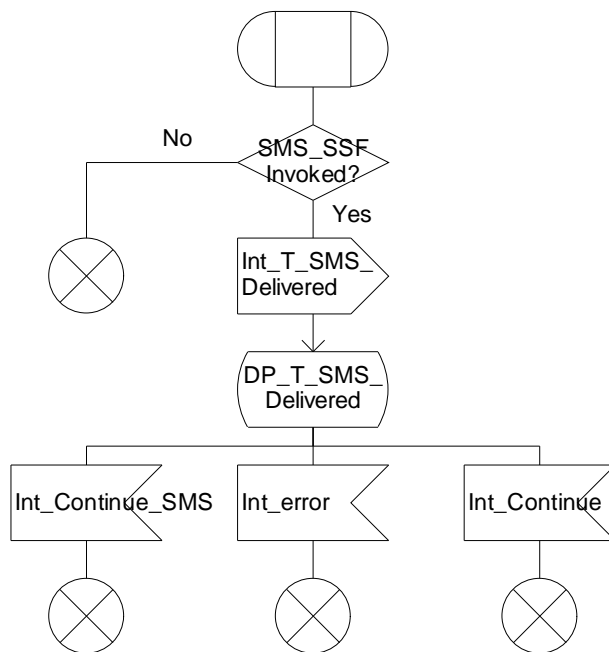 No
SMS_SSF
Invoked?
Yes
Int_T_SMS_
Delivered
DP_T_SMS_
Delivered
Int_Continue_SMS
Int_error
Int_Continue